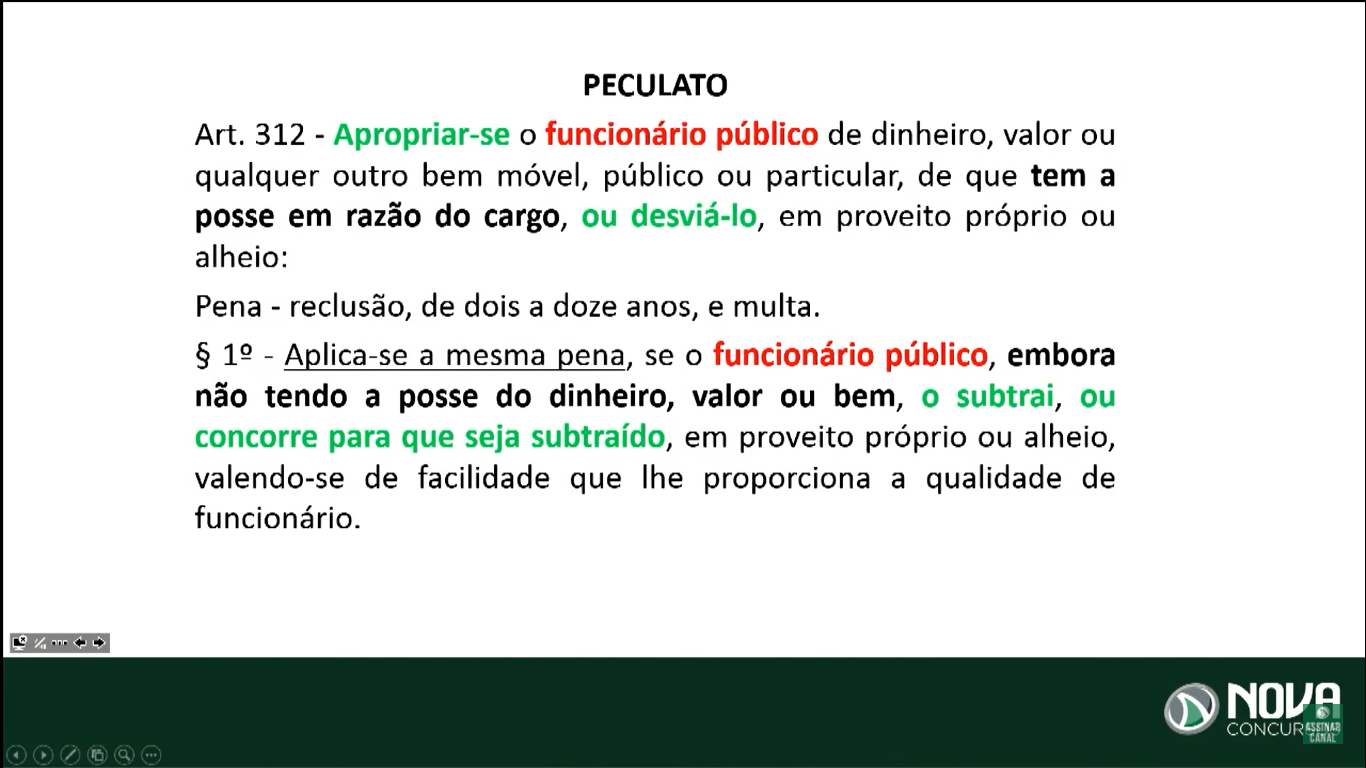 PECULATO
Art. 312 - Apropriar-se o funcionário público de dinheiro, valor ou
qualquer outro bem móvel, público ou particular, de que tem a
posse em razão do cargo, ou desviá-lo, em proveito próprio ou
alheio:
Pena - reclusão, de dois a doze anos, e multa.
§ 1º - Aplica-se a mesma pena, se o funcionário público, embora
não tendo a posse do dinheiro, valor ou bem, o subtrai, ou
concorre para que seja subtraído, em proveito próprio ou alheio,
valendo-se de facilidade que lhe proporciona a qualidade de
funcionário.
NOVA
ASSINAR
CANAL